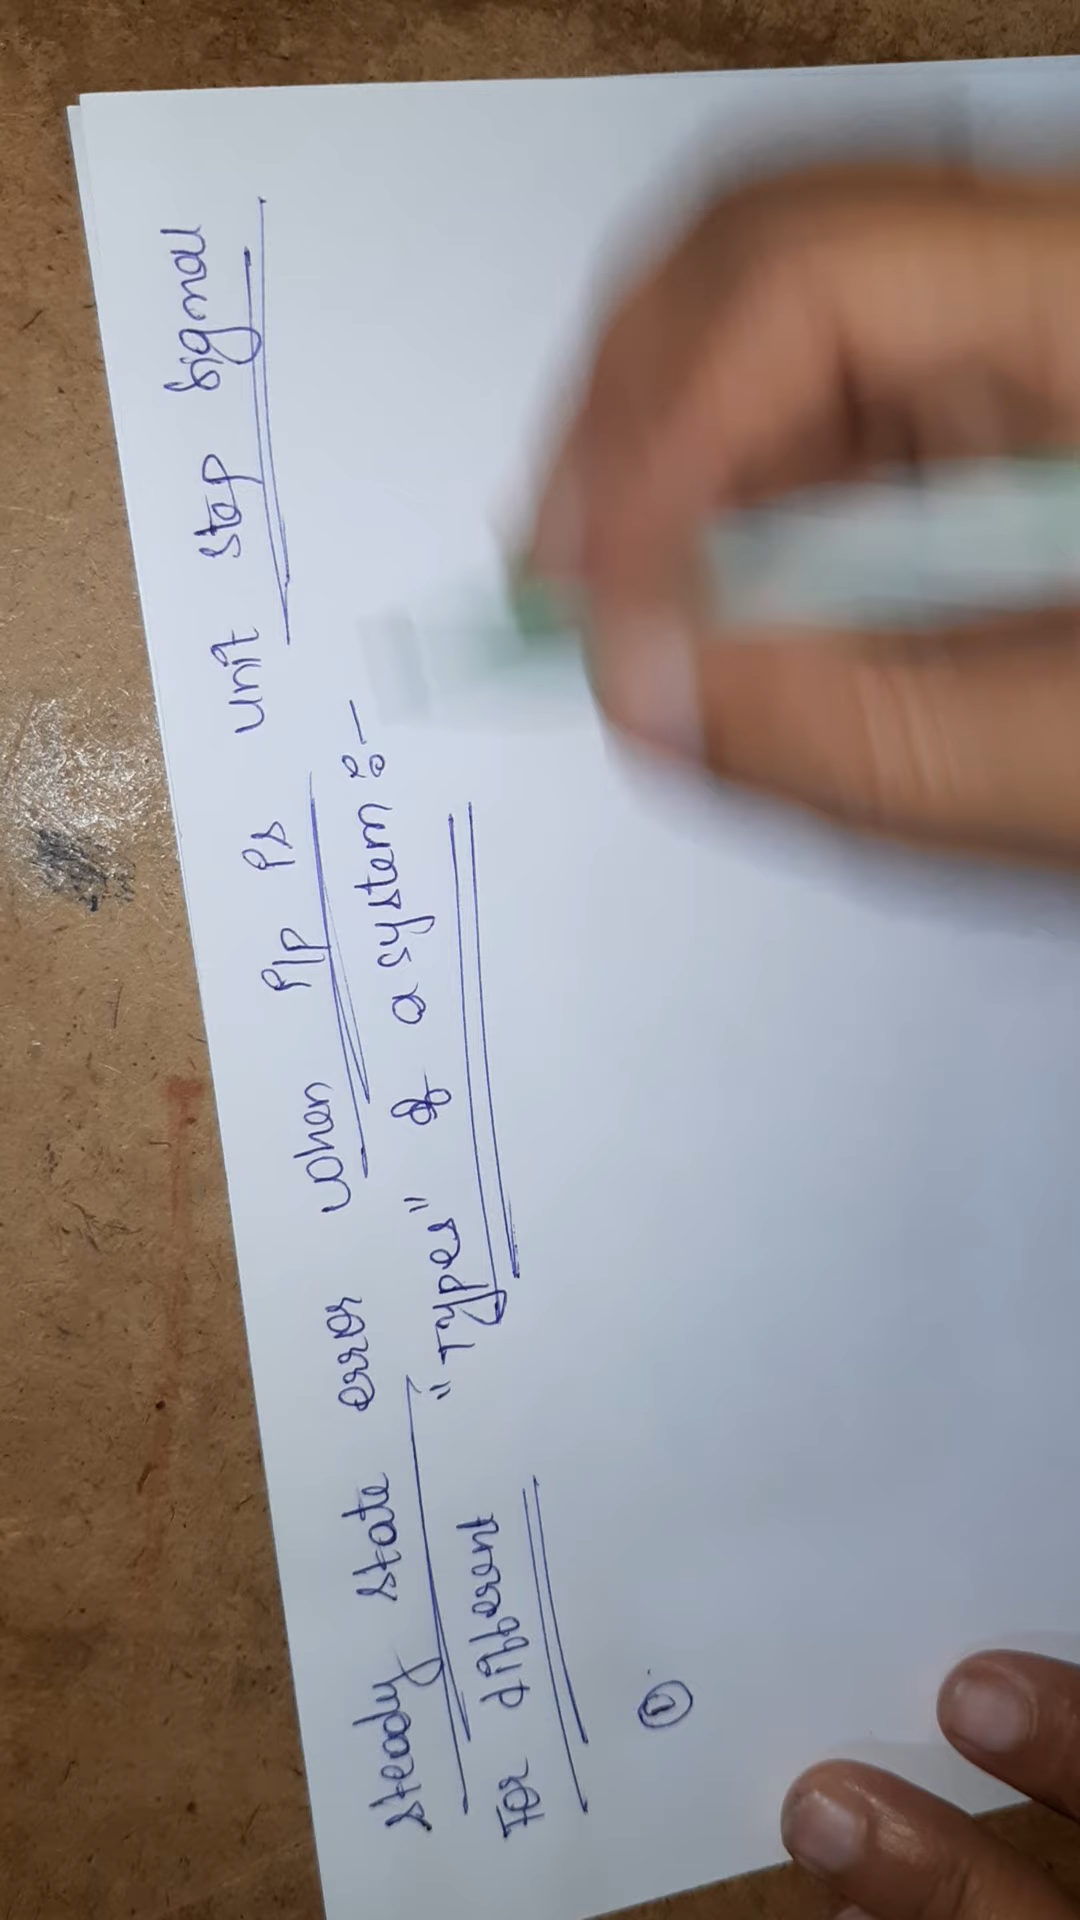 Steady state error when i/p is unit step signal
For different "Types" of a system :-
①